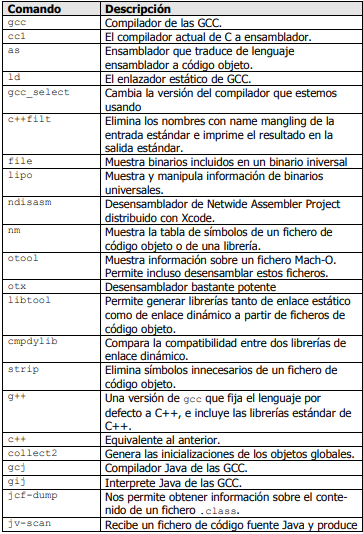 Comando Descripción
gcc Compilador de las GCC.
cc1 El compilador actual de C a ensamblador.
as Ensamblador que traduce de lenguaje
ensamblador a código objeto.
ld El enlazador estático de GCC.
gcc_select Cambia la versión del compilador que estemos
usando
c++filt Elimina los nombres con name mangling de la
entrada estándar e imprime el resultado en la
salida estándar.
file Muestra binarios incluidos en un binario iniversal
lipo Muestra y manipula información de binarios
universales.
ndisasm Desensamblador de Netwide Assembler Project
distribuido con Xcode.
nm Muestra la tabla de símbolos de un fichero de
código objeto o de una librería.
otool Muestra información sobre un fichero Mach-O.
Permite incluso desensamblar estos ficheros.
otx Desensamblador bastante potente
libtool Permite generar librerías tanto de enlace estático
como de enlace dinámico a partir de ficheros de
código objeto.
cmpdylib Compara la compatibilidad entre dos librerías de
enlace dinámico.
strip Elimina símbolos innecesarios de un fichero de
código objeto.
g++ Una versión de gcc que fija el lenguaje por
defecto a C++, e incluye las librerías estándar de
C++.
c++ Equivalente al anterior.
collect2 Genera las inicializaciones de los objetos globales.
gcj Compilador Java de las GCC.
gij Interprete Java de las GCC.
jcf-dump Nos permite obtener información sobre el conte-
nido de un fichero .class.
jv-scan Recibe un fichero de código fuente Java y produce